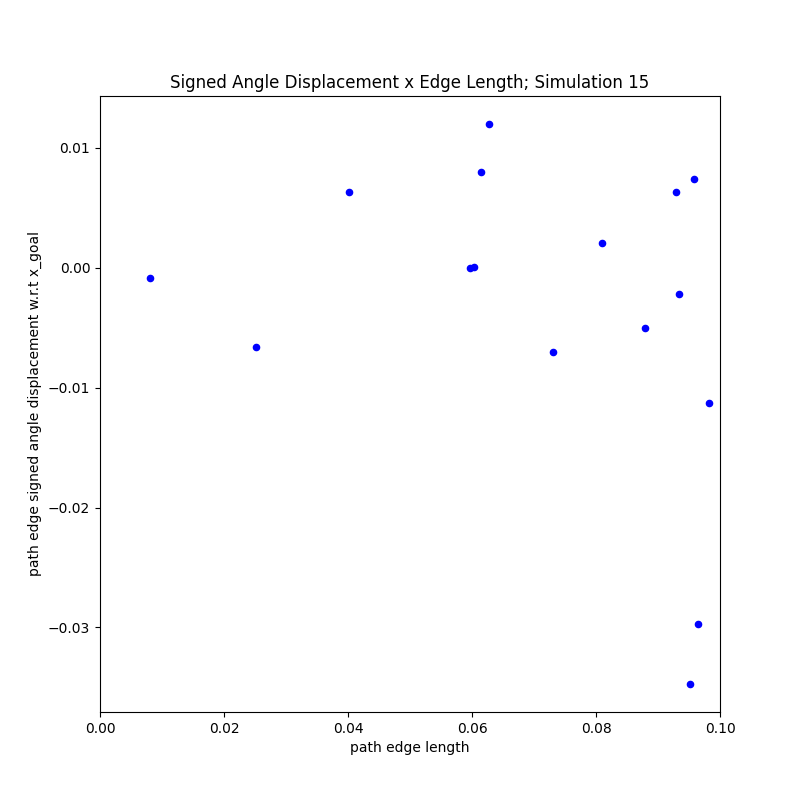 Signed Angle Displacement x Edge Length; Simulation 15
path edge signed angle displacement w.r.t x_goal
0.01
0.00
−0.01
−0.02
−0.03
0.00 0.02 0.04 0.06 0.08 0.10
path edge length